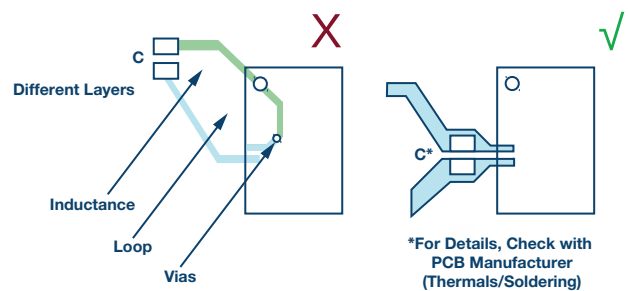 X
√
C
Different Layers
Inductance
Loop
Vias
C*
*For Details, Check with
PCB Manufacturer
(Thermals/Soldering)